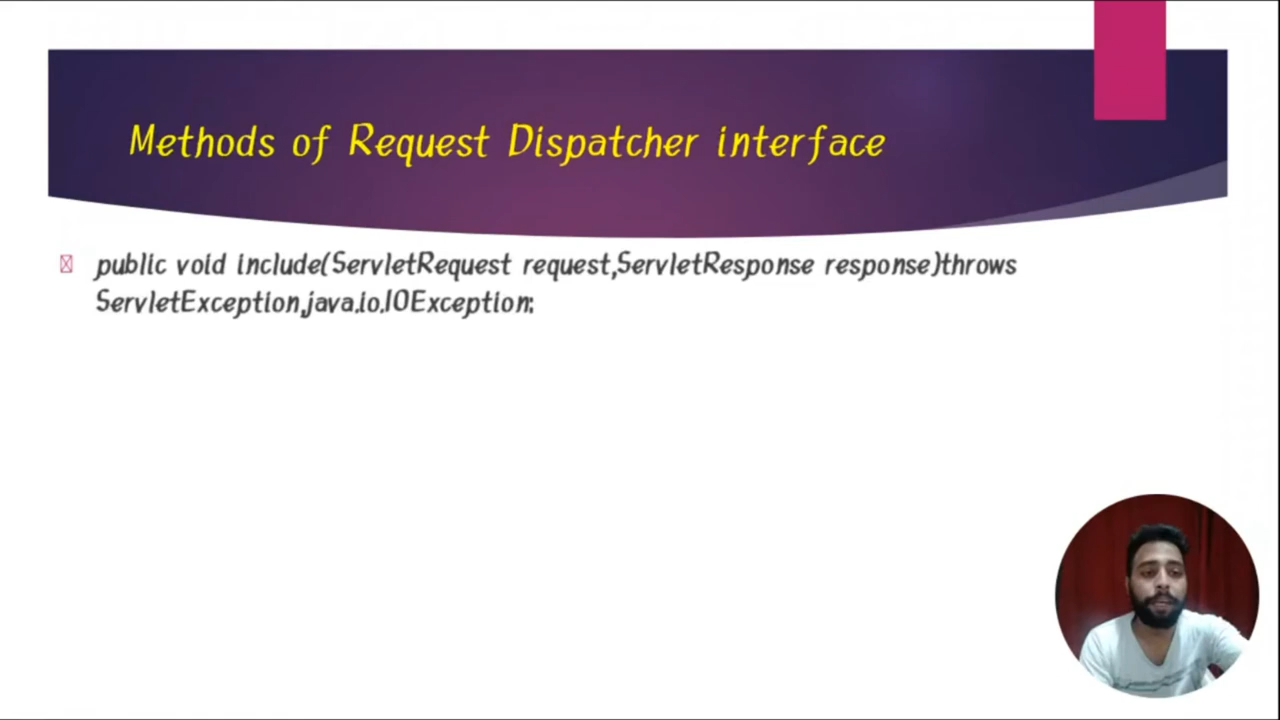 Methods of Request Dispatcher interface
public void include(ServletRequest request,ServletResponse response)throws
ServletException,java.io.IOException;